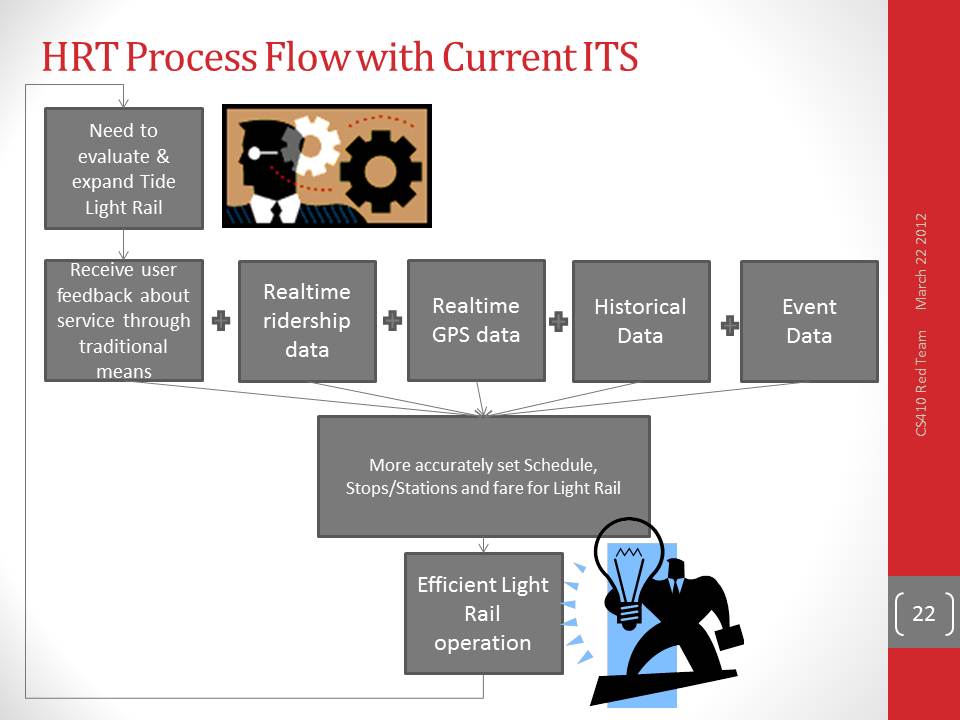 HRT Process Flow with Current ITS
Need to
evaluate &
expand Tide
Light Rail
Receive user
feedback about
service through
traditional
means
Realtime
ridership
data
Realtime
GPS data
Historical
Data
Event
Data
More accurately set Schedule,
Stops/Stations and fare for Light Rail
Efficient Light
Rail
operation
CS410 Red Team March 22 2012
22